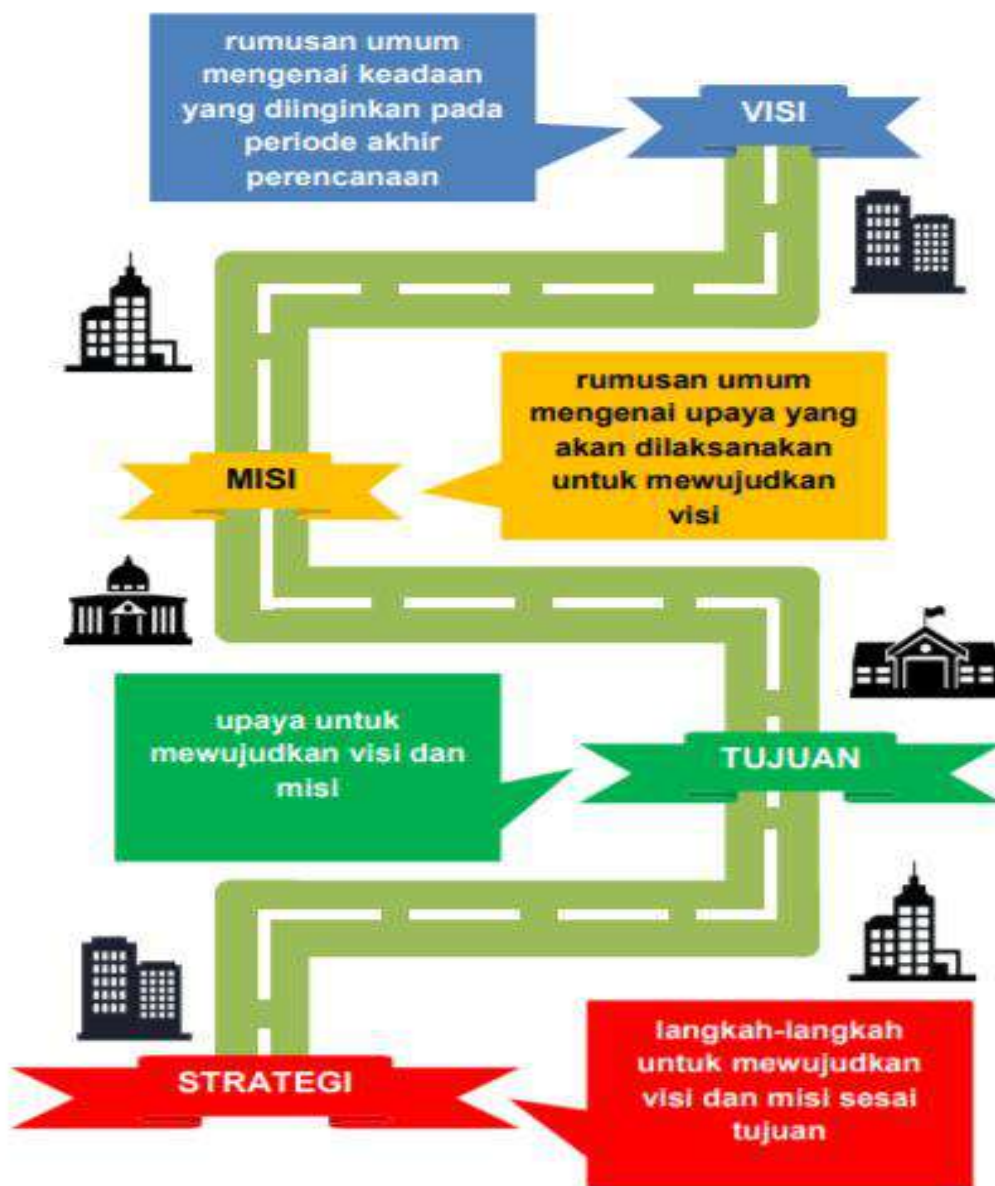 rumusan umum
mengenai keadaan
yang diinginkan pada
periode akhir
perencanaan
VISI
rumusan umum
mengenai upaya yang
akan dilaksanakan
untuk mewujudkan
visi
MISI
upaya untuk
mewujudkan visi dan
misi
TUJUAN
langkah-langkah
untuk mewujudkan
visi dan misi sesai
tujuan
STRATEGI